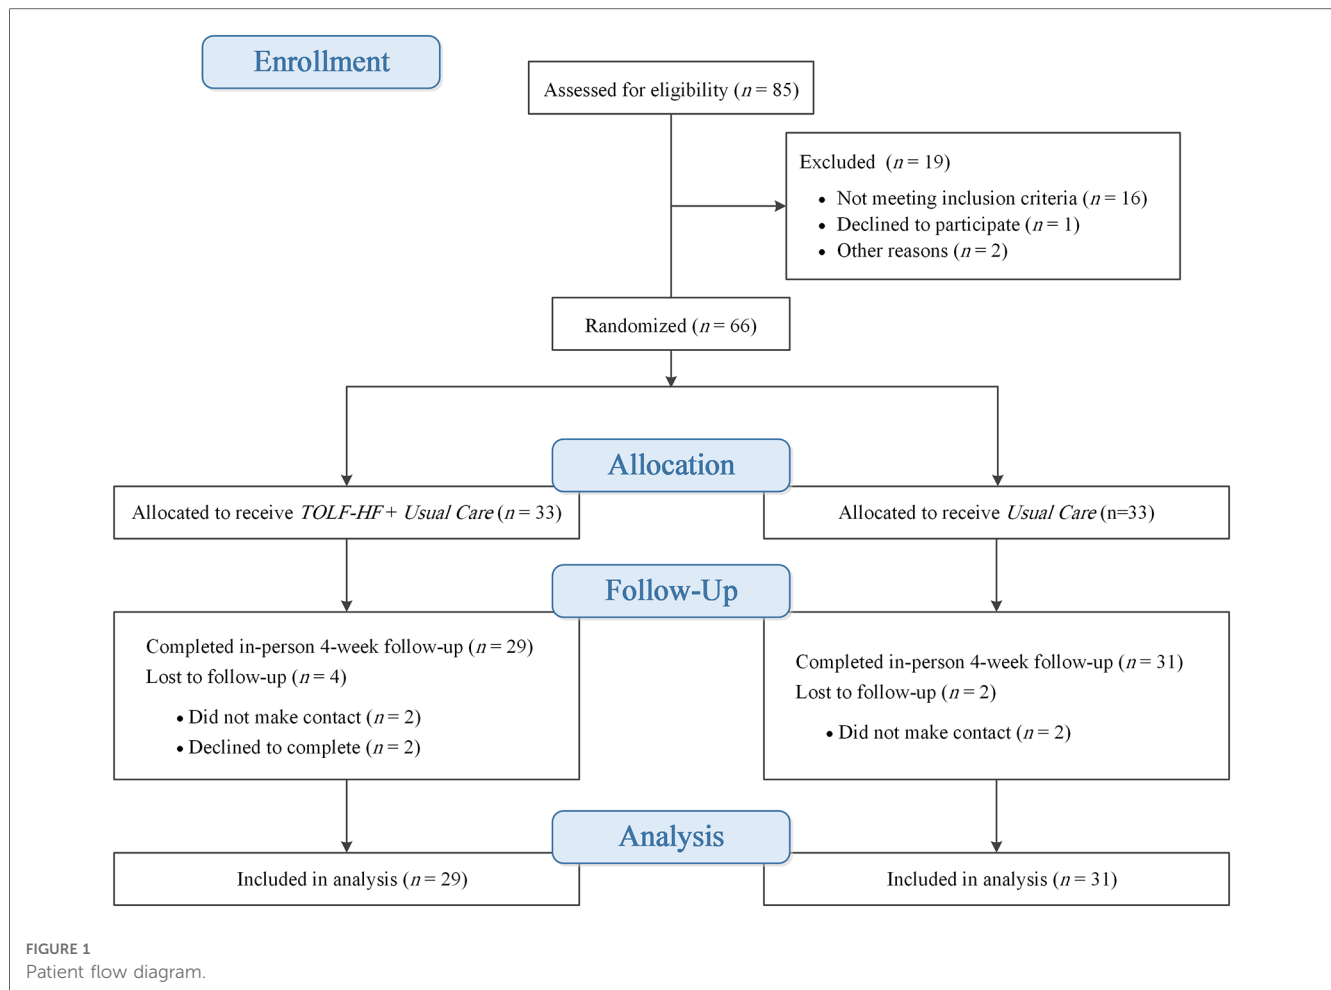 Enrollment
Assessed for eligibility (n = 85)
Excluded (n = 19)
• Not meeting inclusion criteria (n = 16)
• Declined to participate (n = 1)
• Other reasons (n = 2)
Randomized (n = 66)
Allocation
Allocated to receive TOLF-HF + Usual Care (n = 33)
Allocated to receive Usual Care (n=33)
Follow-Up
Completed in-person 4-week follow-up (n = 29)
Lost to follow-up (n = 4)
• Did not make contact (n = 2)
• Declined to complete (n = 2)
Completed in-person 4-week follow-up (n = 31)
Lost to follow-up (n = 2)
• Did not make contact (n = 2)
Analysis
Included in analysis (n = 29)
Included in analysis (n = 31)
FIGURE 1
Patient flow diagram.